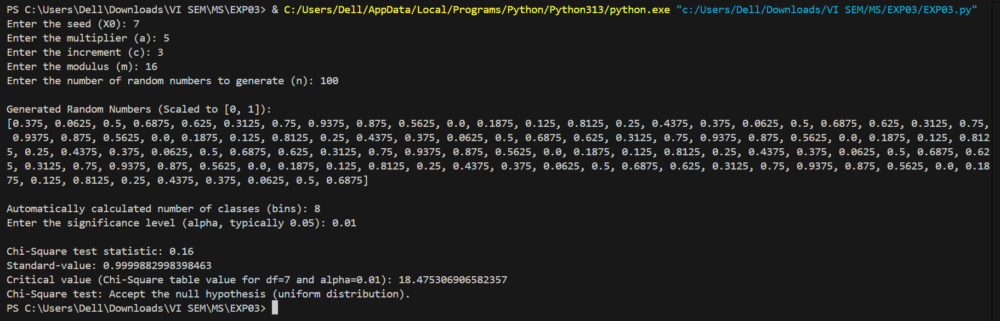 PS C:\Users\Dell\Downloads\VI SEM\MS\EXP03> & C:/Users/Dell/AppData/Local/Programs/Python/Python313/python.exe "c:/Users/Dell/Downloads/VI SEM/MS/EXP03/EXP03.py"
Enter the seed (X0): 7
Enter the multiplier (a): 5
Enter the increment (c): 3
Enter the modulus (m): 16
Enter the number of random numbers to generate (n): 100
Generated Random Numbers (Scaled to [0, 1]):
[0.375, 0.0625, 0.5, 0.6875, 0.625, 0.3125, 0.75, 0.9375, 0.875, 0.5625, 0.0, 0.1875, 0.125, 0.8125, 0.25, 0.4375, 0.375, 0.0625, 0.5, 0.6875, 0.625, 0.3125, 0.75,
0.9375, 0.875, 0.5625, 0.0, 0.1875, 0.125, 0.8125, 0.25, 0.4375, 0.375, 0.0625, 0.5, 0.6875, 0.625, 0.3125, 0.75, 0.9375, 0.875, 0.5625, 0.0, 0.1875, 0.125, 0.812
5, 0.25, 0.4375, 0.375, 0.0625, 0.5, 0.6875, 0.625, 0.3125, 0.75, 0.9375, 0.875, 0.5625, 0.0, 0.1875, 0.125, 0.8125, 0.25, 0.4375, 0.375, 0.0625, 0.5, 0.6875, 0.62
5, 0.3125, 0.75, 0.9375, 0.875, 0.5625, 0.0, 0.1875, 0.125, 0.8125, 0.25, 0.4375, 0.375, 0.0625, 0.5, 0.6875, 0.625, 0.3125, 0.75, 0.9375, 0.875, 0.5625, 0.0, 0.18
75, 0.125, 0.8125, 0.25, 0.4375, 0.375, 0.0625, 0.5, 0.6875]
Automatically calculated number of classes (bins): 8
Enter the significance level (alpha, typically 0.05): 0.01
Chi-Square test statistic: 0.16
Standard-value: 0.9999882998398463
Critical value (Chi-Square table value for df=7 and alpha=0.01): 18.475306906582357
Chi-Square test: Accept the null hypothesis (uniform distribution).
PS C:\Users\Dell\Downloads\VI SEM\MS\EXP03>